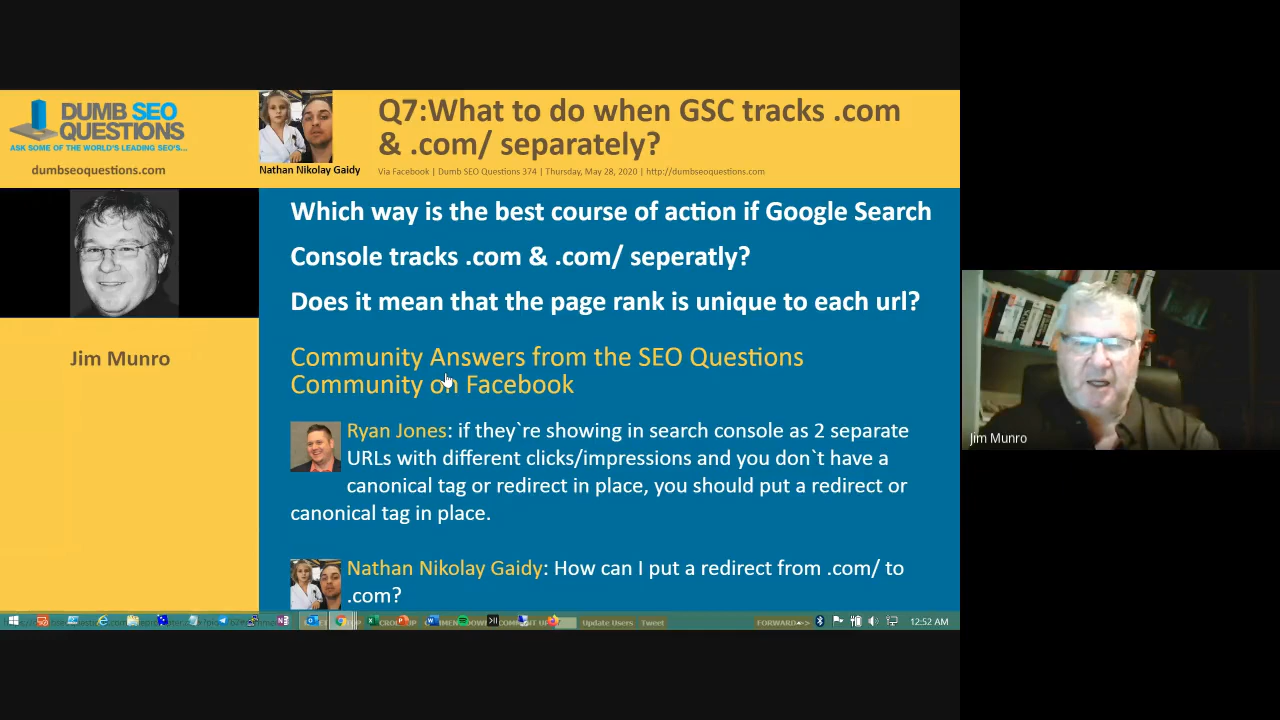 DUMB SEO
QUESTIONS
ASK SOME OF THE WORLD'S LEADING SEO'S...
dumbseoquestions.com
Nathan Nikolay Gaidy
Q7:What to do when GSC tracks .com
& .com/ separately?
Via Facebook | Dumb SEO Questions 374 | Thursday, May 28, 2020 | http://dumbseoquestions.com
Jim Munro
Which way is the best course of action if Google Search
Console tracks .com & .com/ seperatly?
Does it mean that the page rank is unique to each url?
Community Answers from the SEO Questions
Community on Facebook
Ryan Jones: if they`re showing in search console as 2 separate
URLs with different clicks/impressions and you don`t have a
canonical tag or redirect in place, you should put a redirect or
canonical tag in place.
Nathan Nikolay Gaidy: How can I put a redirect from .com/ to
.com?
Update Users Tweet
FORWARD-->
12:52 AM
Jim Munro